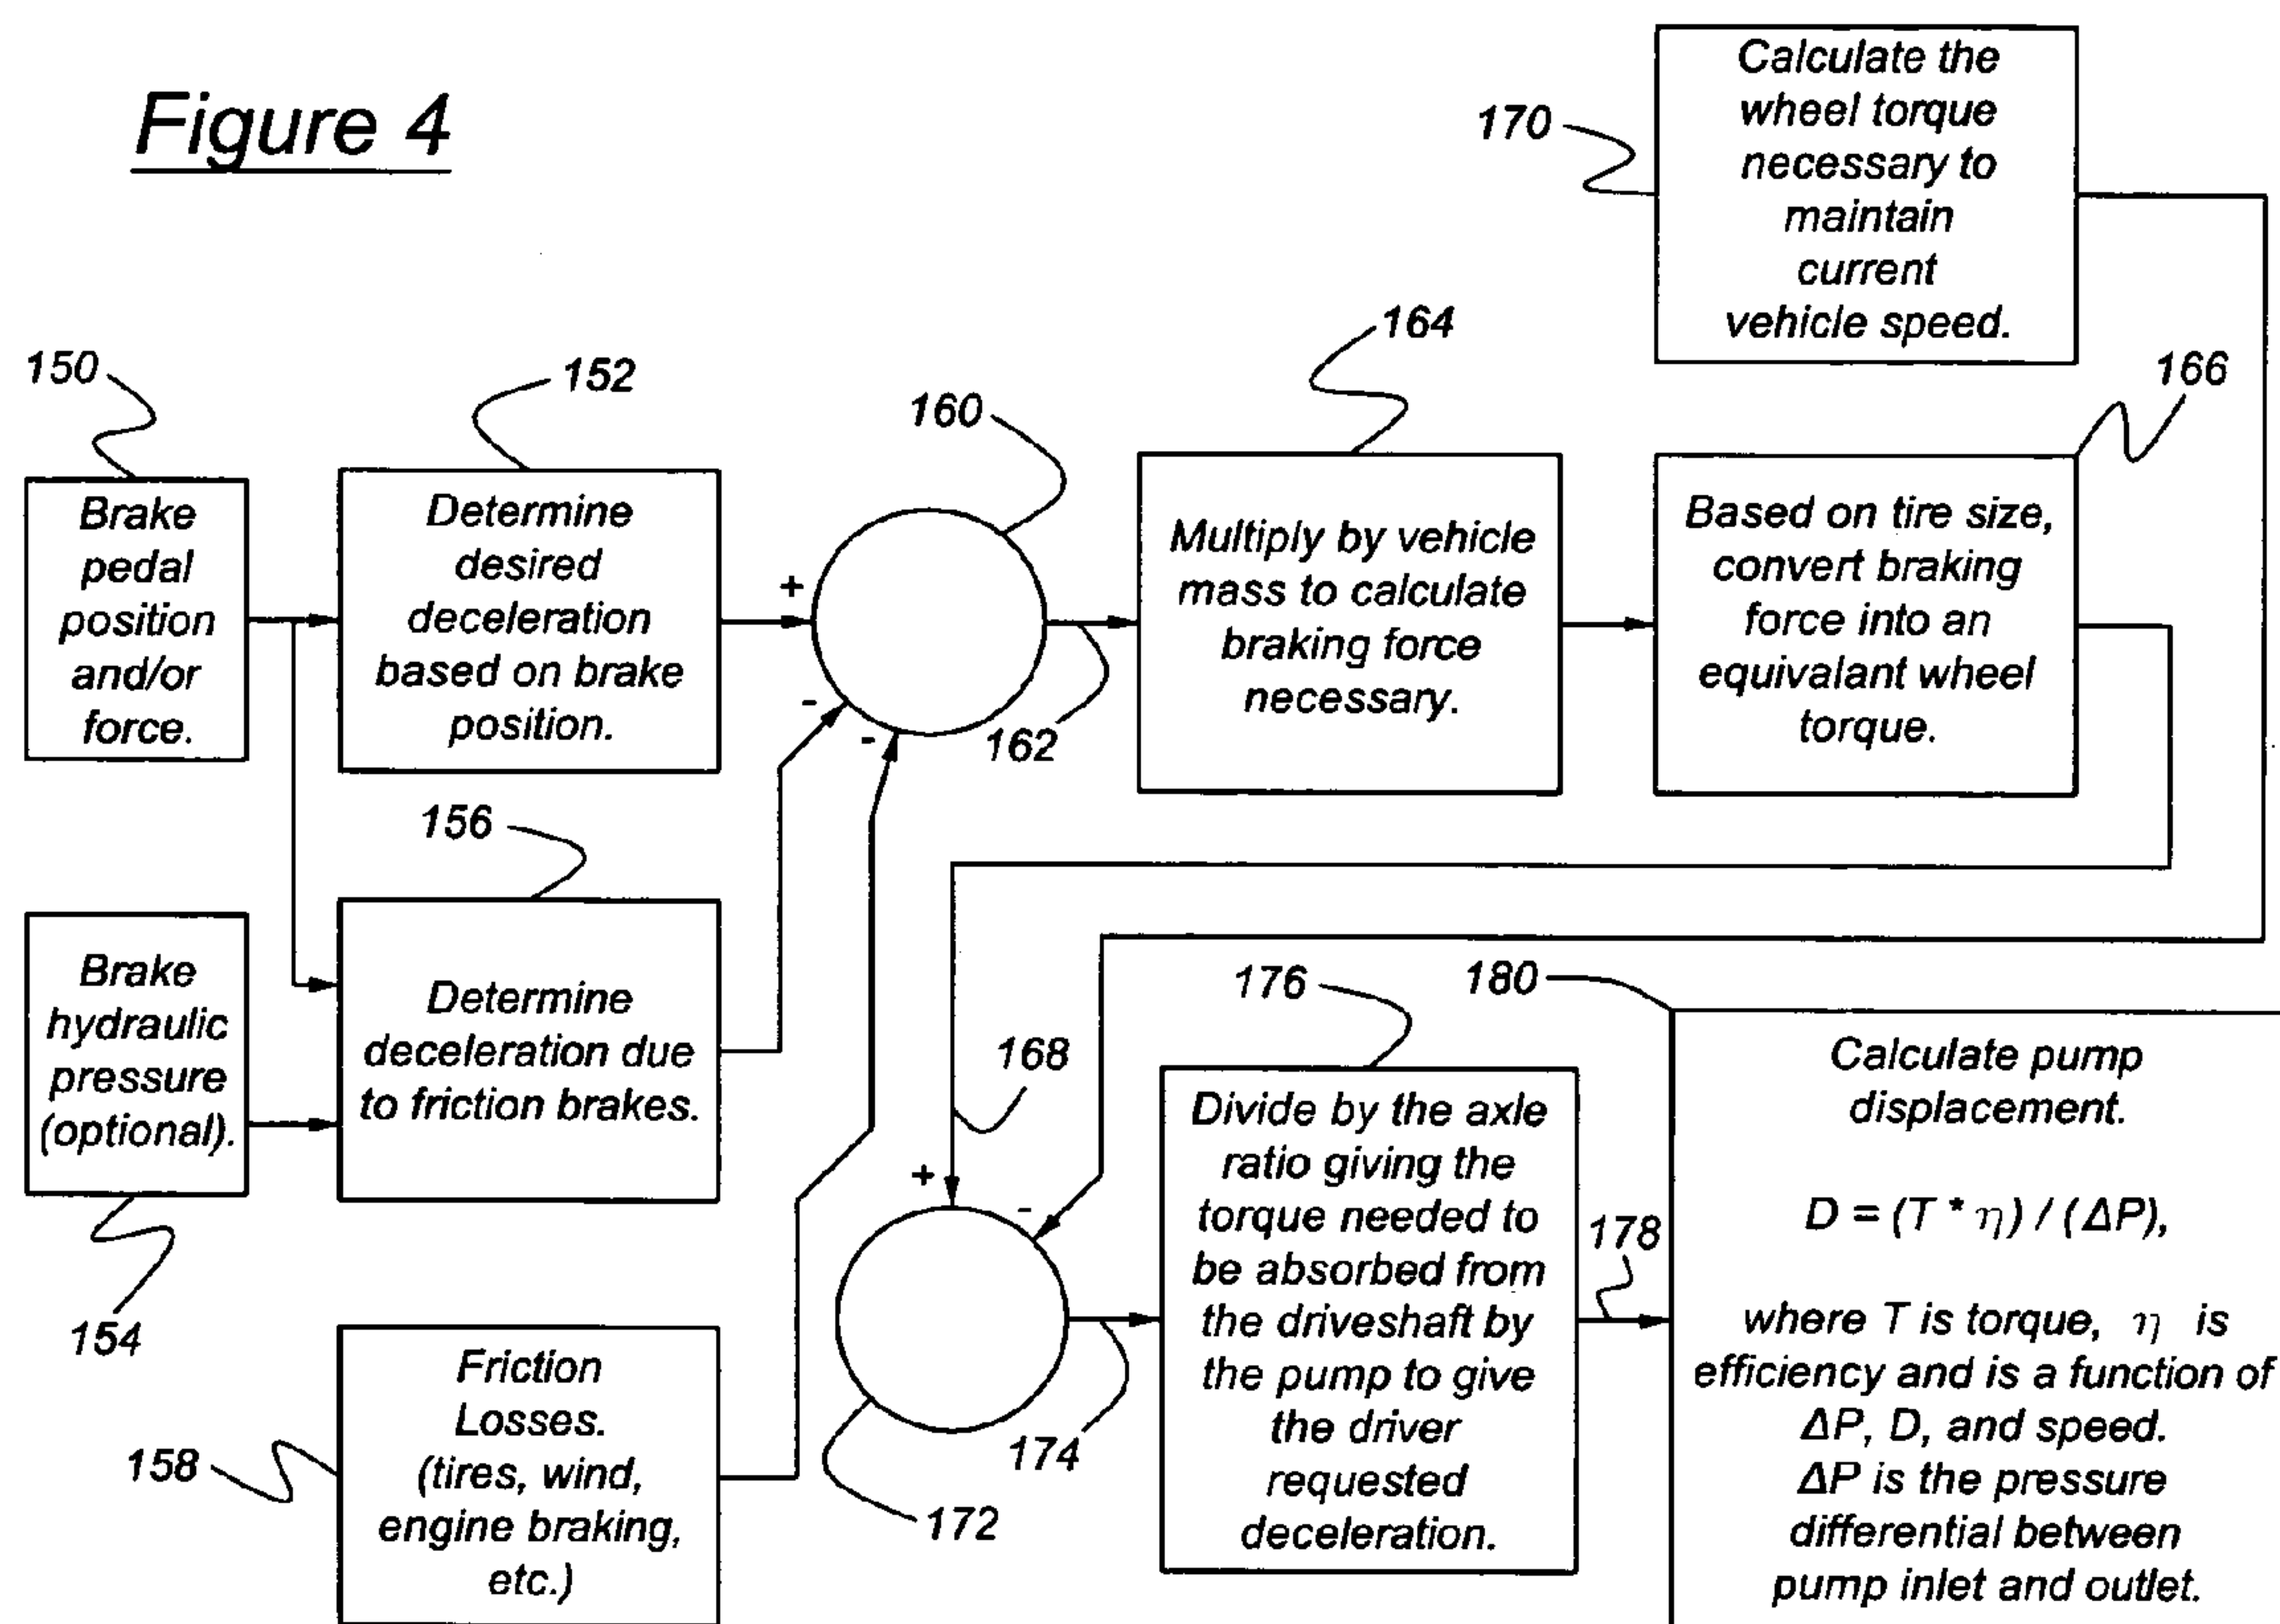 Figure 4
170
Calculate the
wheel torque
necessary to
maintain
current
vehicle speed.
150
Brake
pedal
position
and/or
force.
152
Determine
desired
deceleration
based on brake
position.
160
+
-
-
162
164
Multiply by vehicle
mass to calculate
braking force
necessary.
166
Based on tire size,
convert braking
force into an
equivalant wheel
torque.
154
Brake
hydraulic
pressure
(optional).
156
Determine
deceleration due
to friction brakes.
158
Friction
Losses.
(tires, wind,
engine braking,
etc.)
168
+
-
172
174
176
Divide by the axle
ratio giving the
torque needed to
be absorbed from
the driveshaft by
the pump to give
the driver
requested
deceleration.
178
180
Calculate pump
displacement.
D = (T * η) / (ΔP),
where T is torque, η is
efficiency and is a function of
ΔP, D, and speed.
ΔP is the pressure
differential between
pump inlet and outlet.